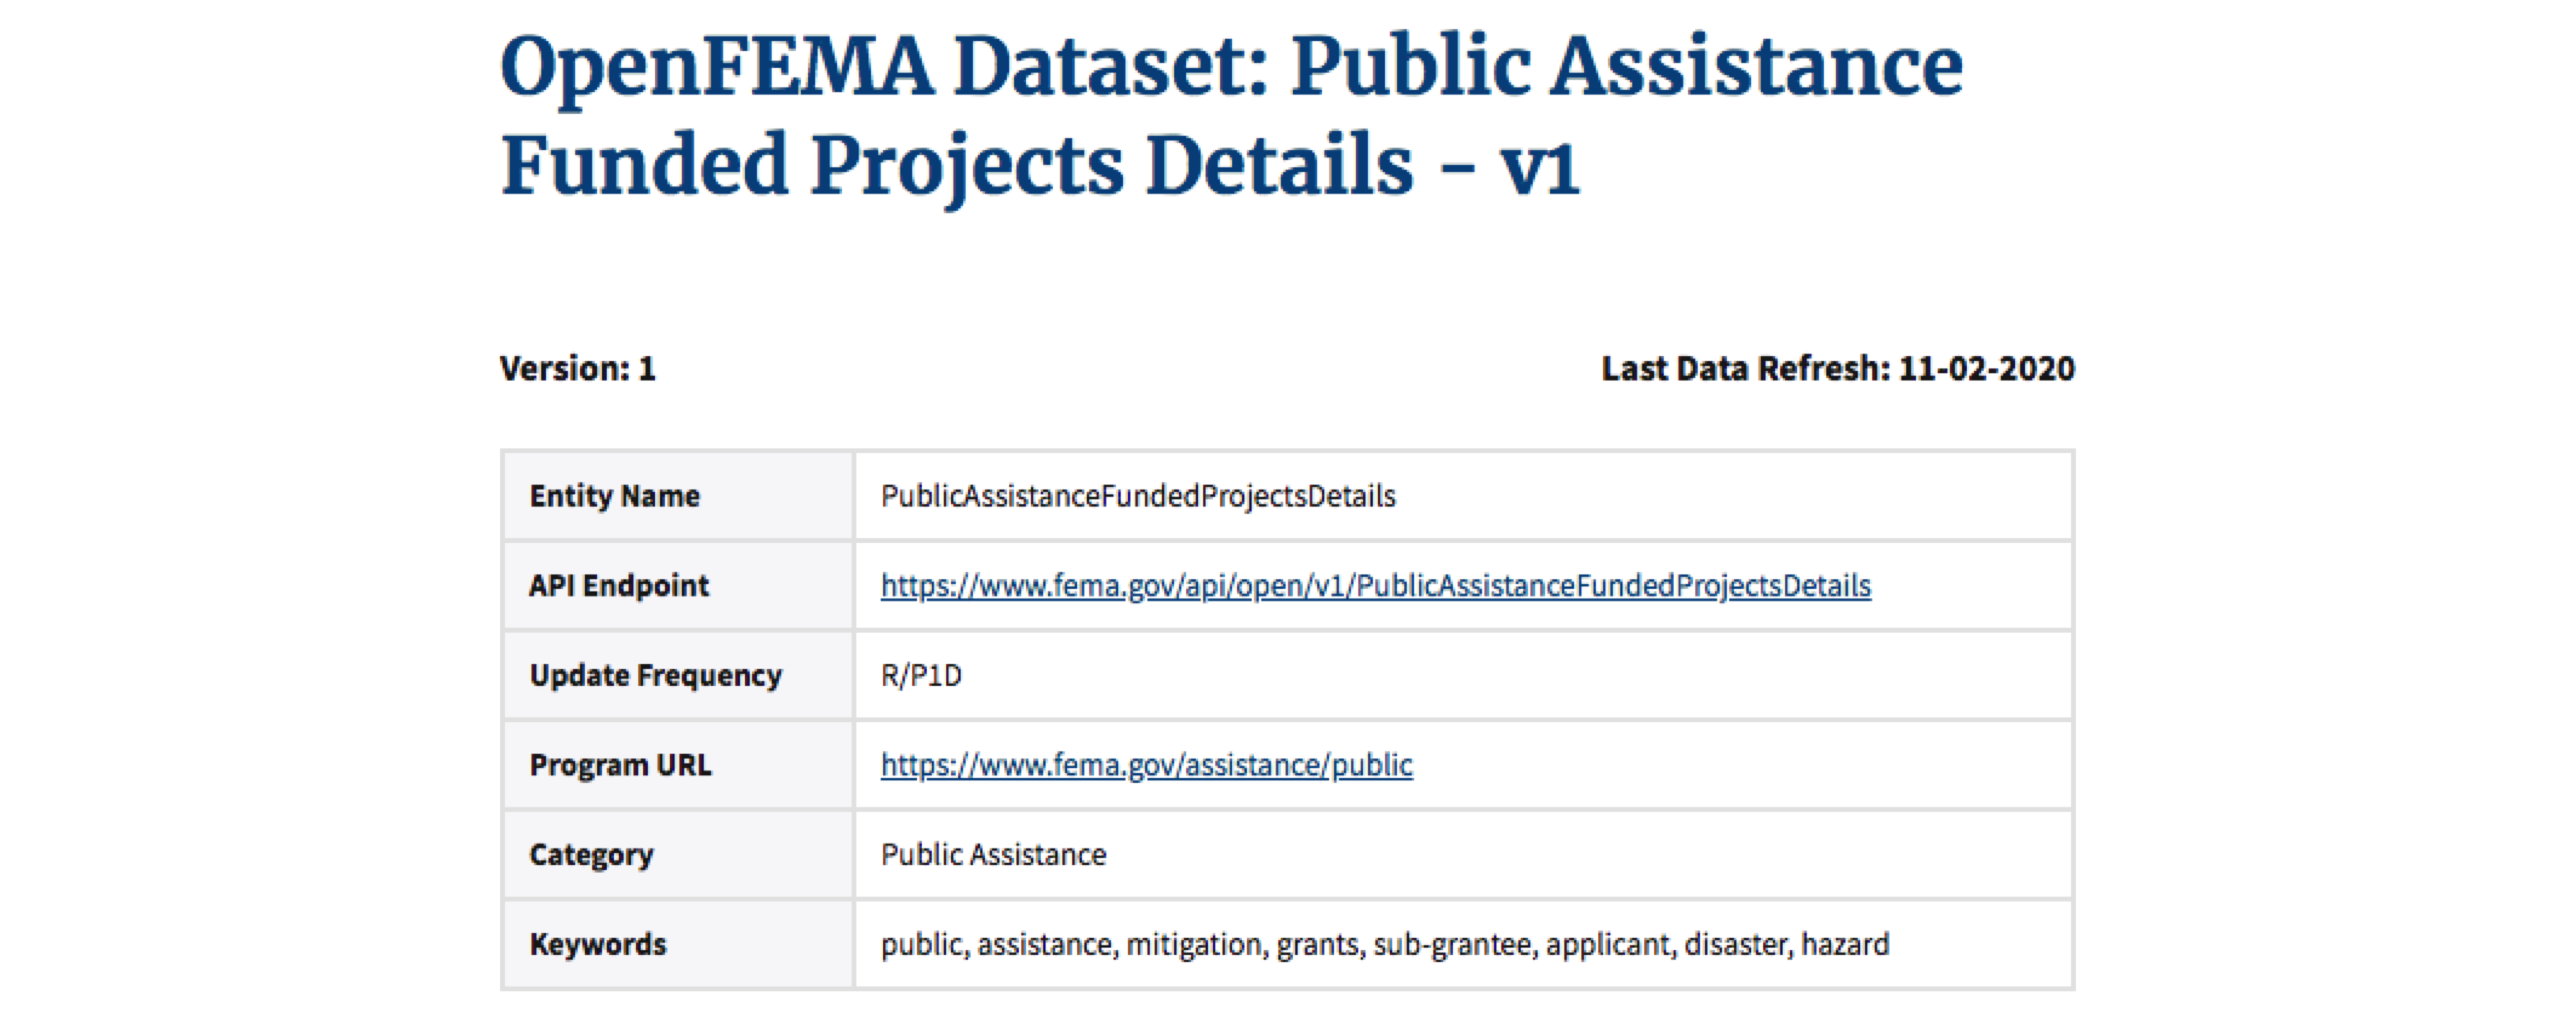 OpenFEMA Dataset: Public Assistance
Funded Projects Details - v1
Version: 1
Last Data Refresh: 11-02-2020
Entity Name
PublicAssistanceFundedProjectsDetails
API Endpoint
https://www.fema.gov/api/open/v1/PublicAssistanceFundedProjectsDetails
Update Frequency
R/P1D
Program URL
https://www.fema.gov/assistance/public
Category
Public Assistance
Keywords
public, assistance, mitigation, grants, sub-grantee, applicant, disaster, hazard